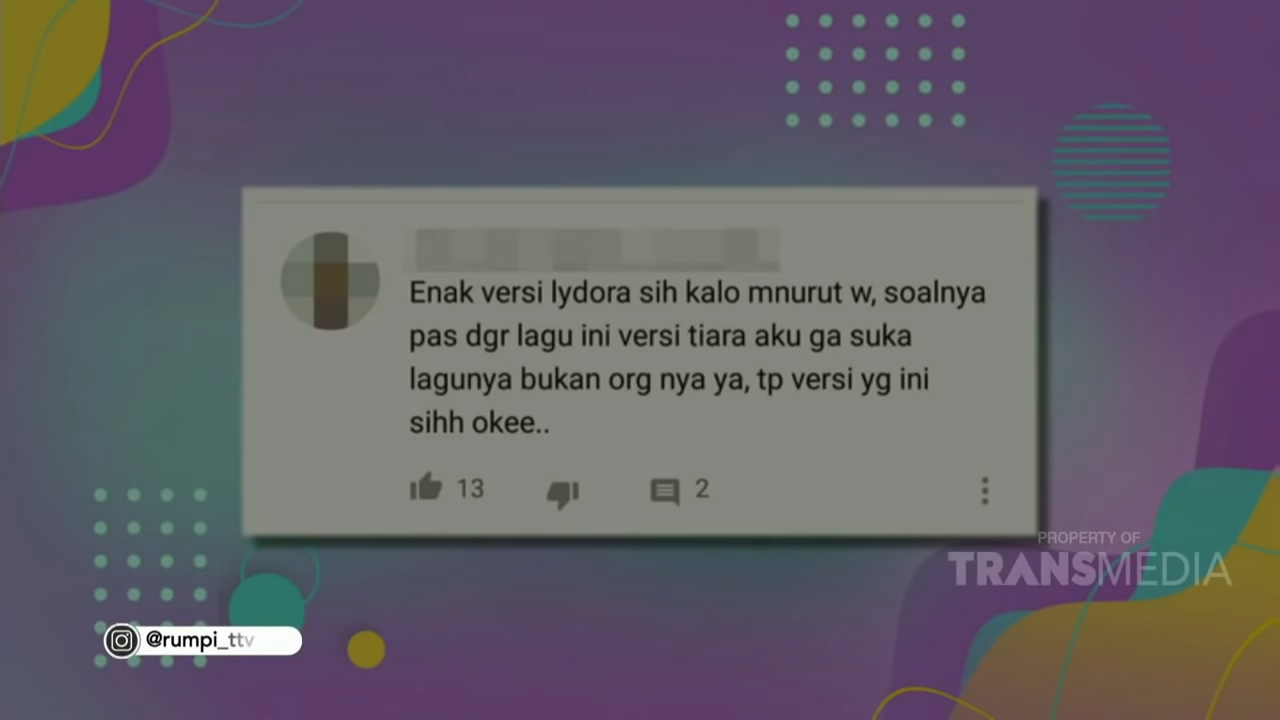 Enak versi lydora sih kalo mnurut w, soalnya
pas dgr lagu ini versi tiara aku ga suka
lagunya bukan org nya ya, tp versi yg ini
sihh okee..
13
2
PROPERTY OF
TRANSMEDIA
@rumpi_ttv